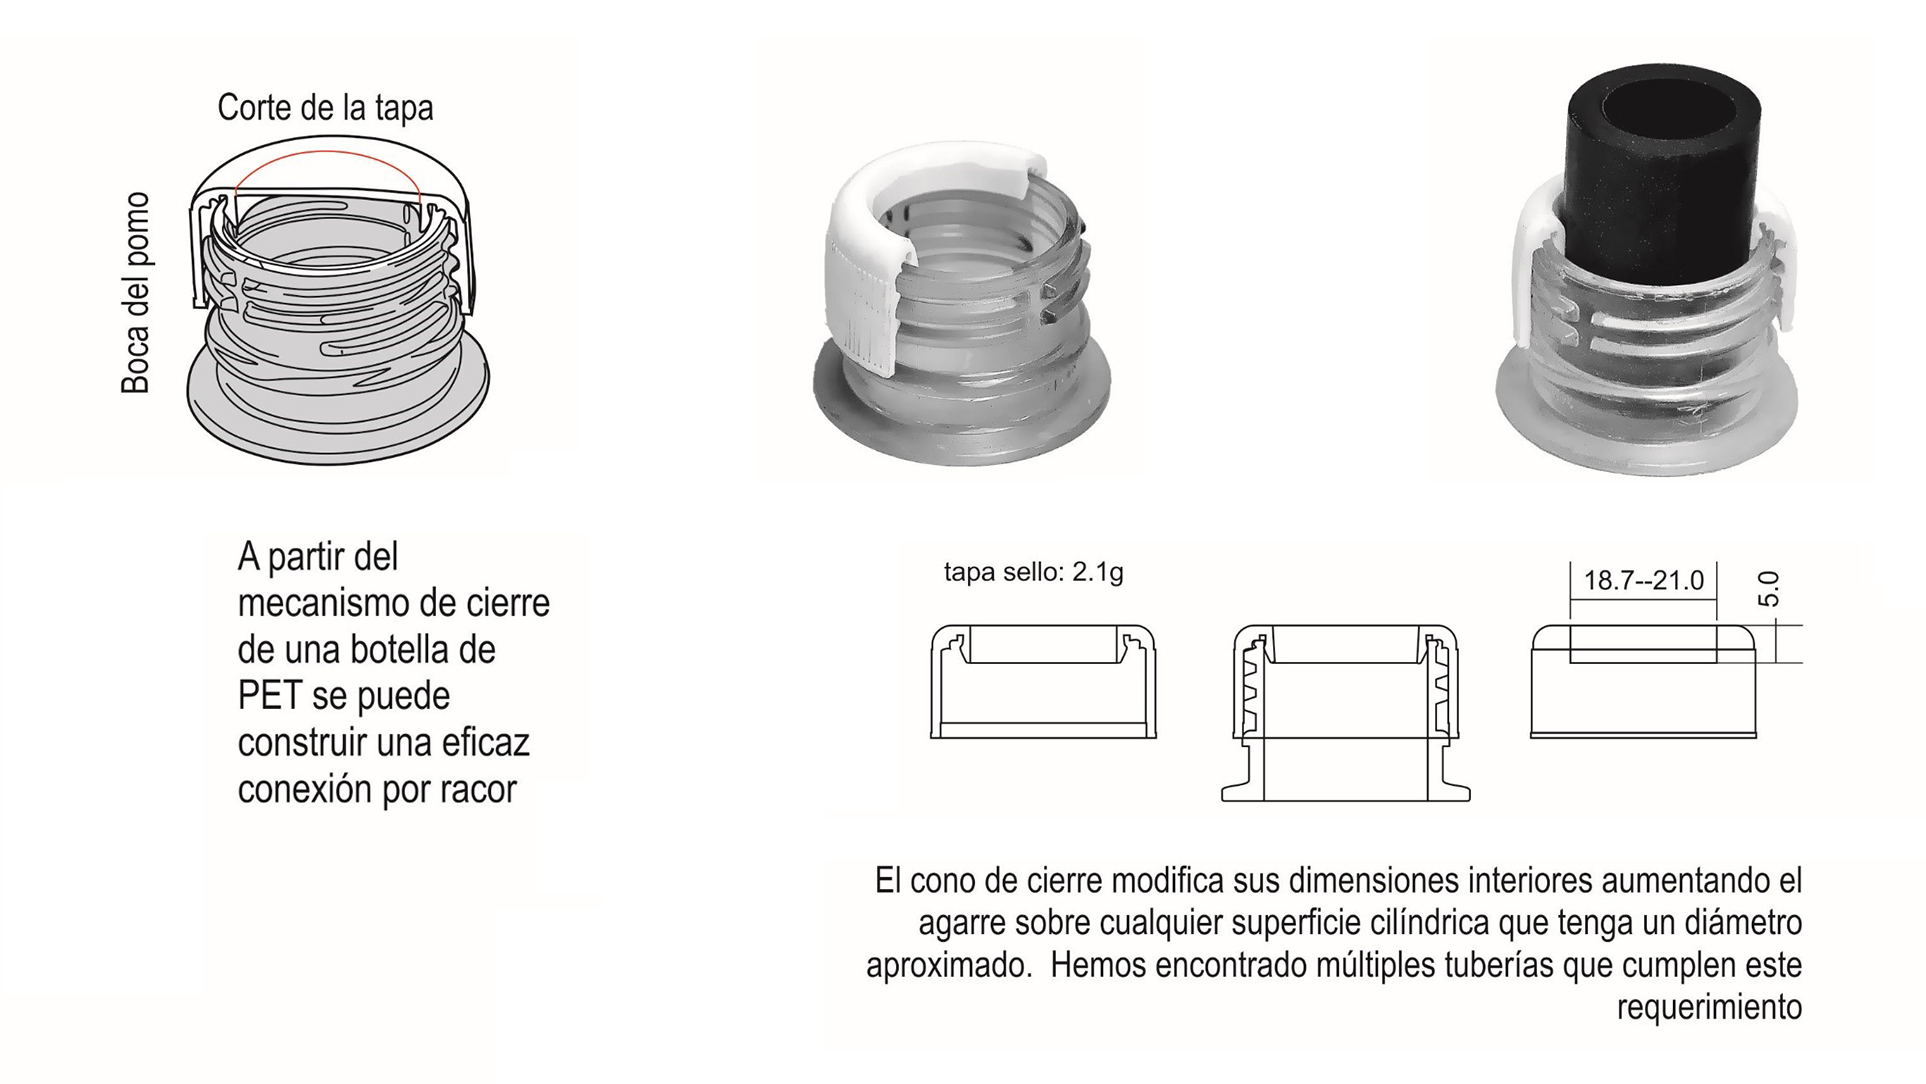 Corte de la tapa
Boca del pomo
A partir del
mecanismo de cierre
de una botella de
PET se puede
construir una eficaz
conexión por racor
tapa sello: 2.1g
18.7--21.0
5.0
El cono de cierre modifica sus dimensiones interiores aumentando el
agarre sobre cualquier superficie cilíndrica que tenga un diámetro
aproximado.  Hemos encontrado múltiples tuberías que cumplen este
requerimiento